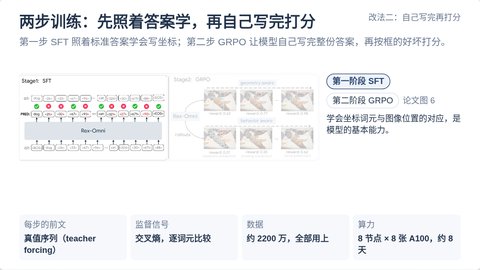 两步训练：先照着答案学，再自己写完打分
改法二：自己写完再打分
第一步 SFT 照着标准答案学会写坐标；第二步 GRPO 让模型自己写完整份答案，再按框的好坏打分。
Stage1: SFT
Stage2: GRPO
geometry aware
Rex-Omni
Rex-Omni
behavior aware
第一阶段 SFT
第二阶段 GRPO
论文图 6
学会坐标词元与图像位置的对应，是
模型的基本能力。
每步的前文
真值序列（teacher
forcing）
监督信号
交叉熵，逐词元比较
数据
约 2200 万，全部用上
算力
8 节点 × 8 张 A100，约 8
天